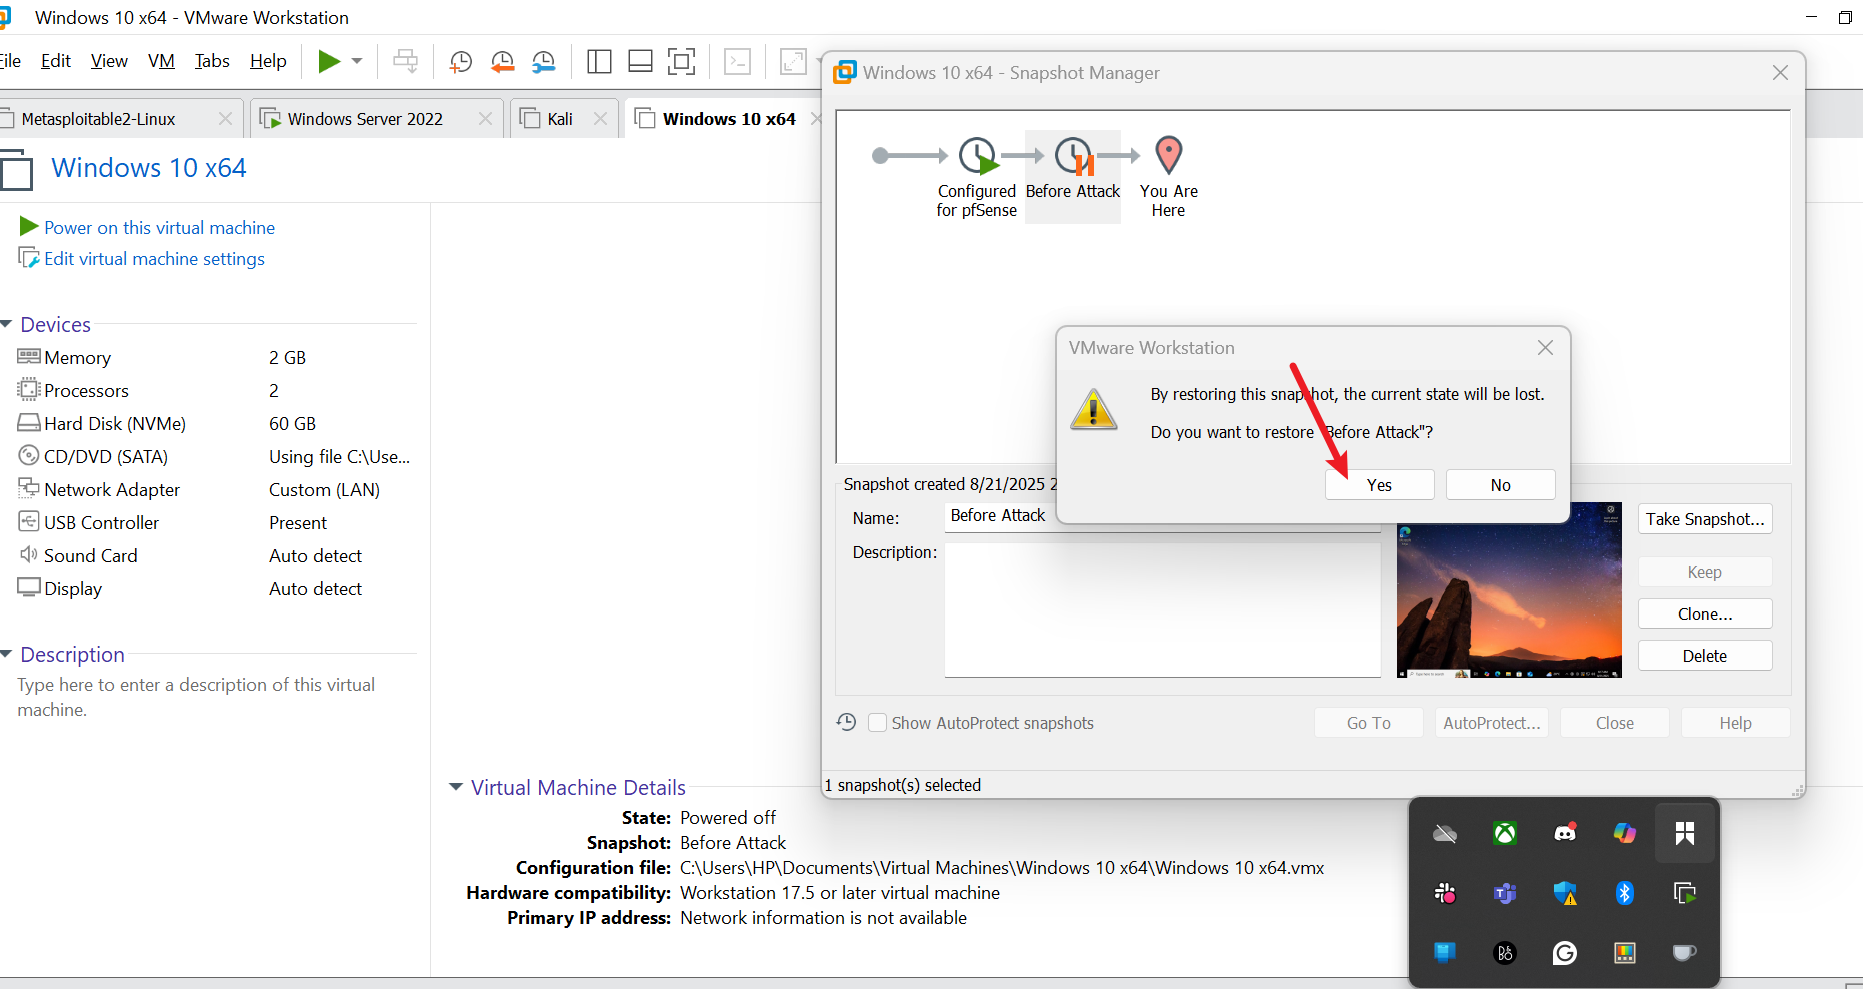 Windows 10 x64 - VMware Workstation
File Edit View VM Tabs Help
Metasploitable2-Linux
Windows Server 2022
Kali
Windows 10 x64
Windows 10 x64
Power on this virtual machine
Edit virtual machine settings
Devices
Memory 2 GB
Processors 2
Hard Disk (NVMe) 60 GB
CD/DVD (SATA) Using file C:\Use...
Network Adapter Custom (LAN)
USB Controller Present
Sound Card Auto detect
Display Auto detect
Description
Type here to enter a description of this virtual
machine.
Windows 10 x64 - Snapshot Manager
Configured
for pfSense
Before Attack
You Are
Here
VMware Workstation
By restoring this snapshot, the current state will be lost.
Do you want to restore "Before Attack"?
Yes
No
Snapshot created 8/21/2025 2
Name: Before Attack
Description:
Take Snapshot...
Keep
Clone...
Delete
Show AutoProtect snapshots
Go To
AutoProtect...
Close
Help
1 snapshot(s) selected
Virtual Machine Details
State: Powered off
Snapshot: Before Attack
Configuration file: C:\Users\HP\Documents\Virtual Machines\Windows 10 x64\Windows 10 x64.vmx
Hardware compatibility: Workstation 17.5 or later virtual machine
Primary IP address: Network information is not available